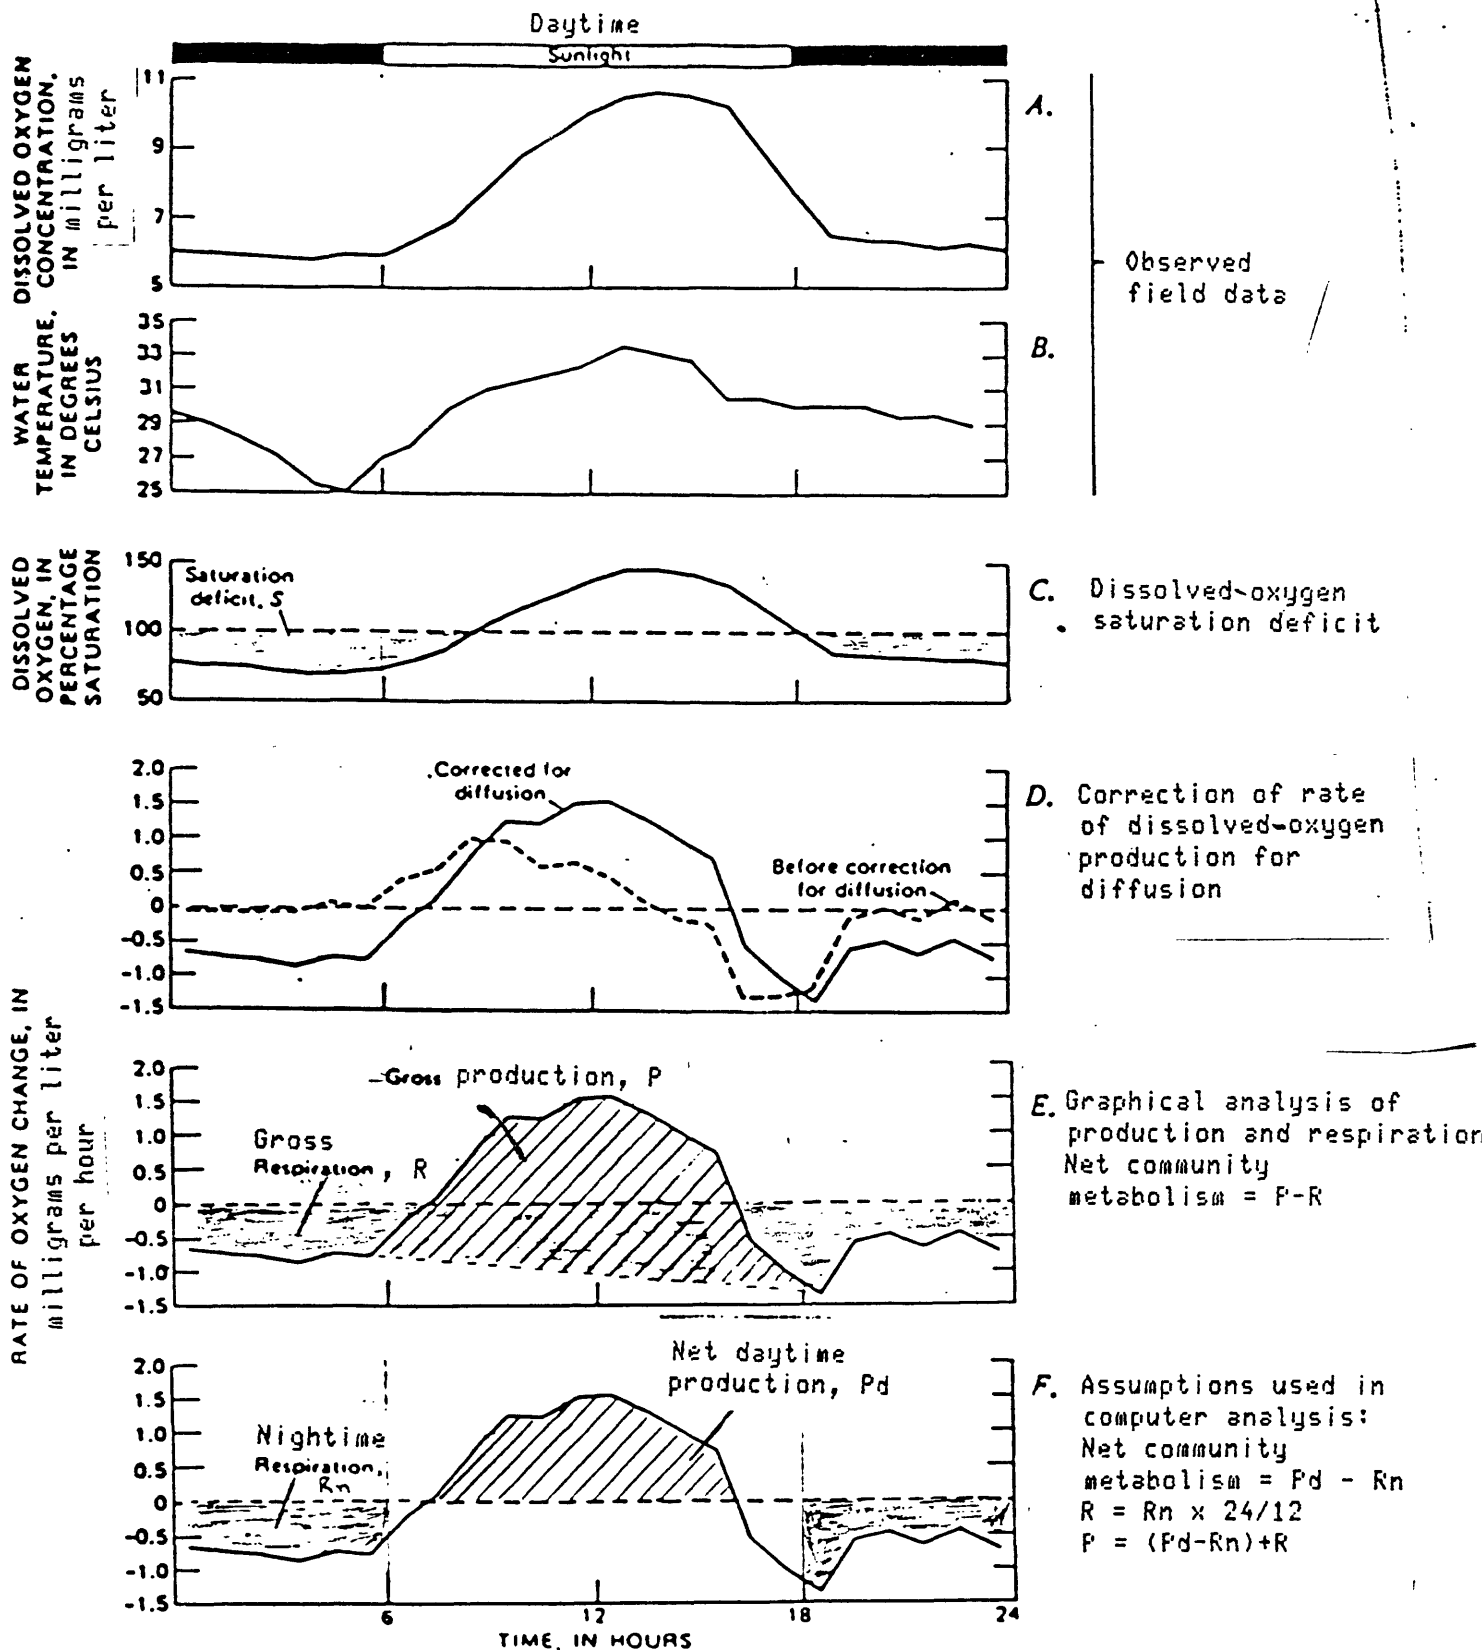 Daytime
Sunlight
DISSOLVED OXYGEN
CONCENTRATION,
IN milligrams
per liter
11
9
7
5
A.
Observed
field data
WATER
TEMPERATURE,
IN DEGREES
CELSIUS
35
33
31
29
27
25
B.
DISSOLVED
OXYGEN, IN
PERCENTAGE
SATURATION
150
100
50
Saturation
deficit, S
C. Dissolved-oxygen
saturation deficit
RATE OF OXYGEN CHANGE, IN
milligrams per liter
per hour
2.0
1.5
1.0
0.5
0
-0.5
-1.0
-1.5
Corrected for
diffusion
Before correction
for diffusion
D. Correction of rate
of dissolved-oxygen
production for
diffusion
2.0
1.5
1.0
0.5
0
-0.5
-1.0
-1.5
Gross production, P
Gross
Respiration, R
E. Graphical analysis of
production and respiration
Net community
metabolism = P-R
2.0
1.5
1.0
0.5
0
-0.5
-1.0
-1.5
Net daytime
production, Pd
Nightime
Respiration,
Rn
F. Assumptions used in
computer analysis:
Net community
metabolism = Pd - Rn
R = Rn x 24/12
P = (Pd-Rn)+R
6 12 18 24
TIME, IN HOURS